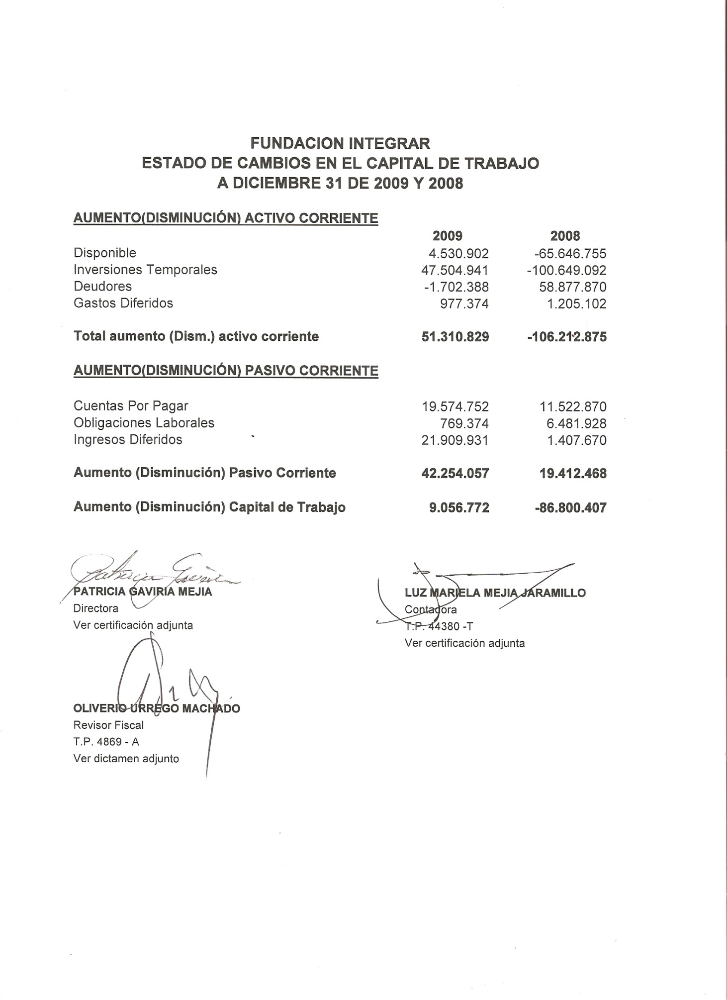 FUNDACION INTEGRAR
ESTADO DE CAMBIOS EN EL CAPITAL DE TRABAJO
A DICIEMBRE 31 DE 2009 Y 2008
AUMENTO(DISMINUCIÓN) ACTIVO CORRIENTE
2009 2008
Disponible 4.530.902 -65.646.755
Inversiones Temporales 47.504.941 -100.649.092
Deudores -1.702.388 58.877.870
Gastos Diferidos 977.374 1.205.102
Total aumento (Dism.) activo corriente 51.310.829 -106.212.875
AUMENTO(DISMINUCIÓN) PASIVO CORRIENTE
Cuentas Por Pagar 19.574.752 11.522.870
Obligaciones Laborales 769.374 6.481.928
Ingresos Diferidos 21.909.931 1.407.670
Aumento (Disminución) Pasivo Corriente 42.254.057 19.412.468
Aumento (Disminución) Capital de Trabajo 9.056.772 -86.800.407
Patricia Gaviria
PATRICIA GAVIRIA MEJIA
Directora
Ver certificación adjunta
LUZ MARIELA MEJIA JARAMILLO
Contadora
T.P. 44380 -T
Ver certificación adjunta
OLIVERIO URREGO MACHADO
Revisor Fiscal
T.P. 4869 - A
Ver dictamen adjunto